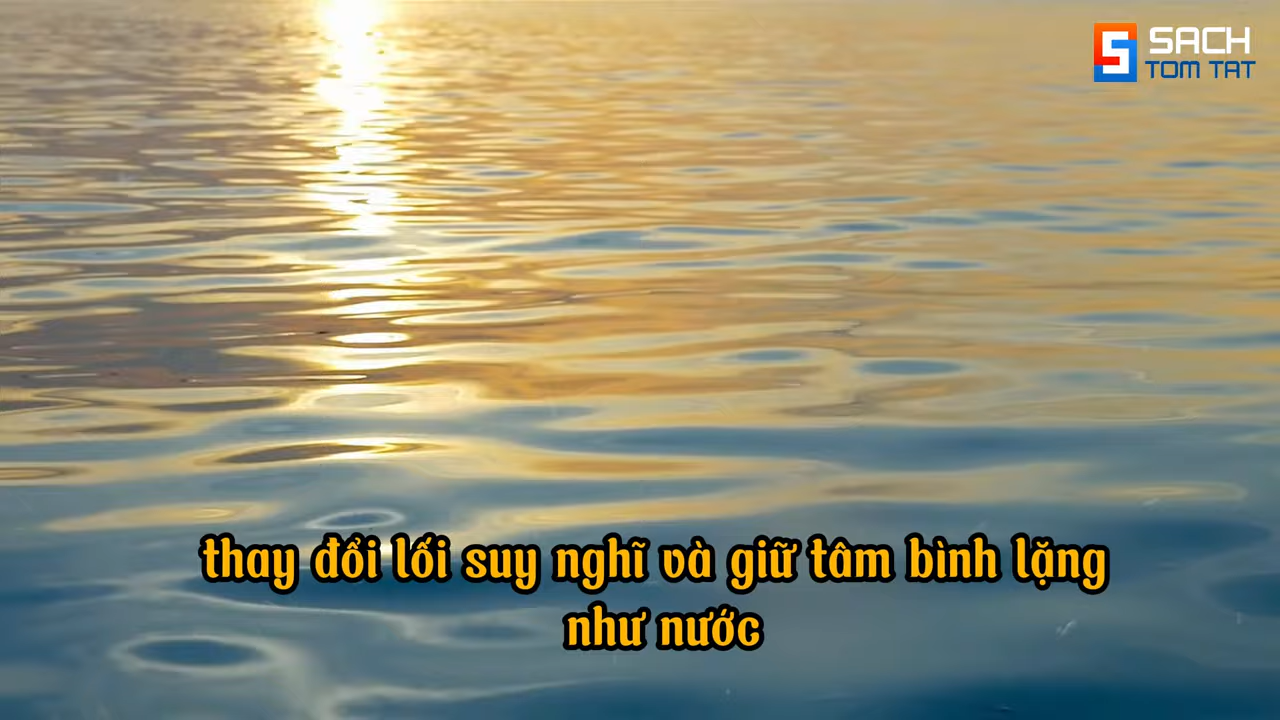 SACH
TOM TAT
thay đổi lối suy nghĩ và giữ tâm bình lặng
như nước